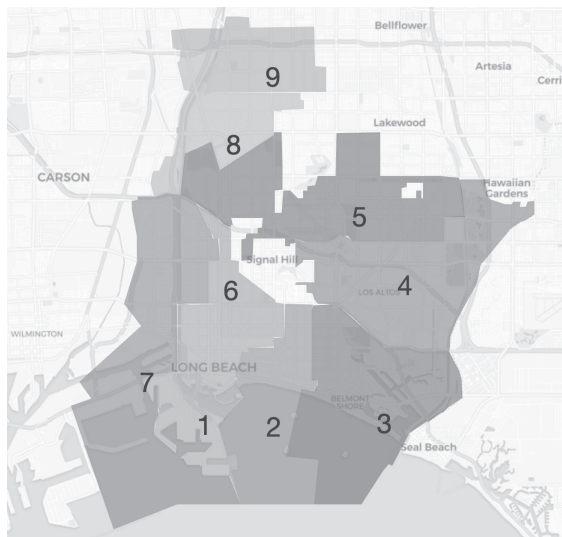 Bellflower
9
Artesia
Cerri
Lakewood
8
CARSON
Hawaiian
Gardens
5
Signal Hill
4
6
LOS ALTOS
WILMINGTON
LONG BEACH
7
BELMONT
SHORE
1
2
3
Seal Beach